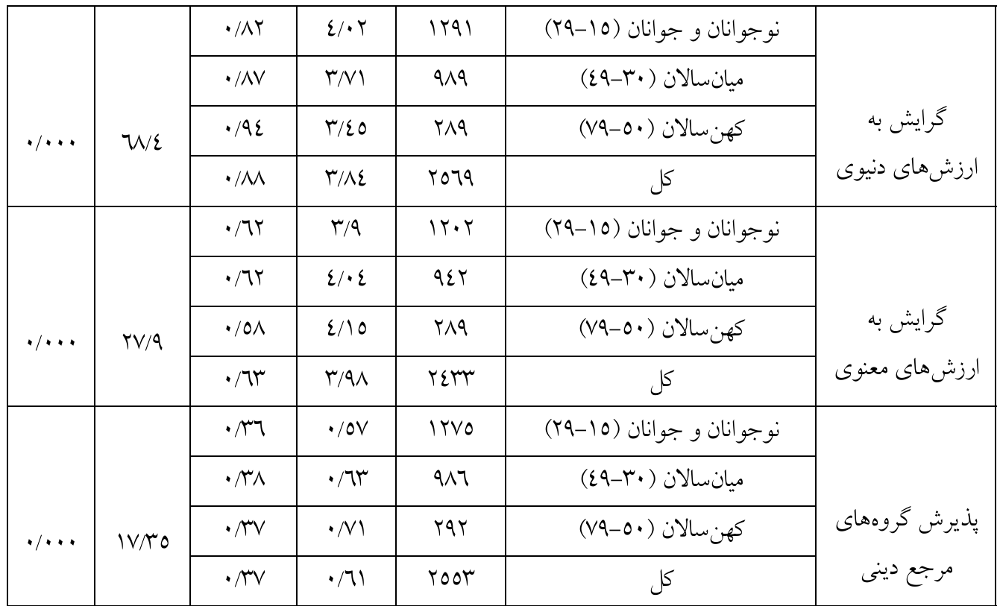 گرایش به
ارزش‌های دنیوی
نوجوانان و جوانان (١٥–٢٩) ١٢٩١ ٤/٠٢ ٠/٨٢
میان‌سالان (٣٠–٤٩) ٩٨٩ ٣/٧١ ٠/٨٧
کهن‌سالان (٥٠–٧٩) ٢٨٩ ٣/٤٥ ٠/٩٤
کل ٢٥٦٩ ٣/٨٤ ٠/٨٨
٦٨/٤ ٠/٠٠٠
گرایش به
ارزش‌های معنوی
نوجوانان و جوانان (١٥–٢٩) ١٢٠٢ ٣/٩ ٠/٦٢
میان‌سالان (٣٠–٤٩) ٩٤٢ ٤/٠٤ ٠/٦٢
کهن‌سالان (٥٠–٧٩) ٢٨٩ ٤/١٥ ٠/٥٨
کل ٢٤٣٣ ٣/٩٨ ٠/٦٣
٢٧/٩ ٠/٠٠٠
پذیرش گروه‌های
مرجع دینی
نوجوانان و جوانان (١٥–٢٩) ١٢٧٥ ٠/٥٧ ٠/٣٦
میان‌سالان (٣٠–٤٩) ٩٨٦ ٠/٦٣ ٠/٣٨
کهن‌سالان (٥٠–٧٩) ٢٩٢ ٠/٧١ ٠/٣٧
کل ٢٥٥٣ ٠/٦١ ٠/٣٧
١٧/٣٥ ٠/٠٠٠